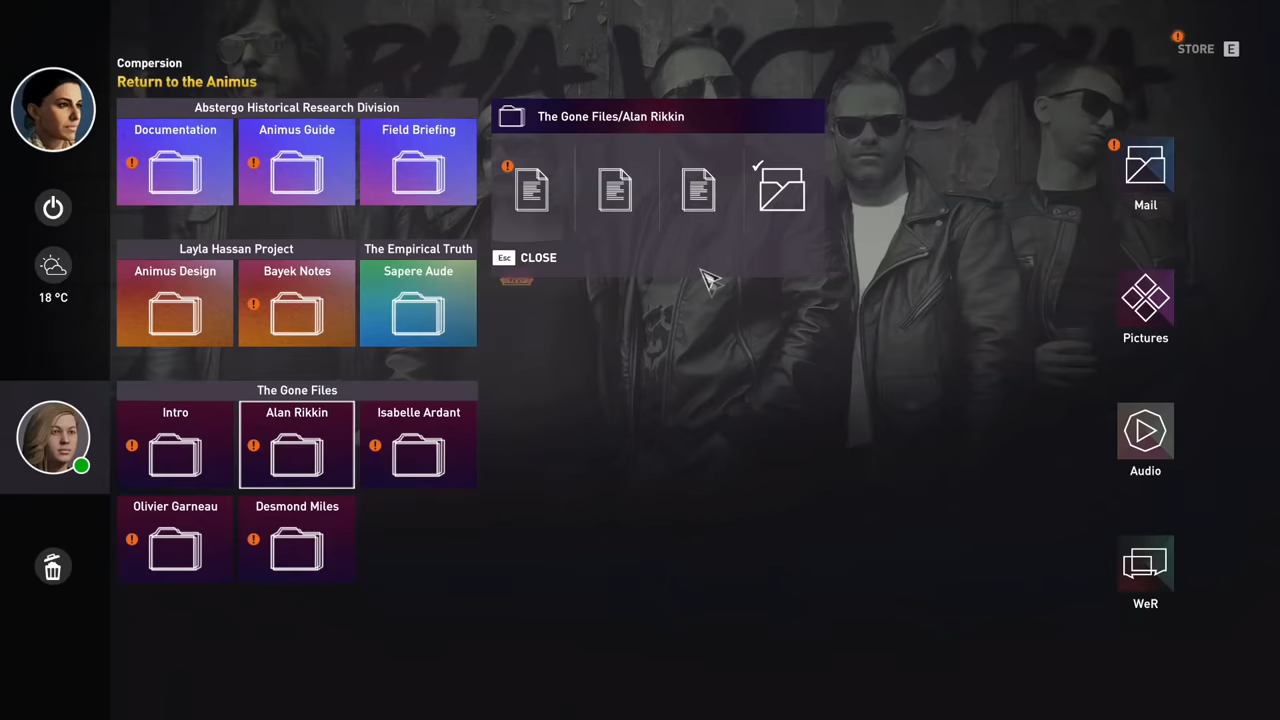 Compersion
Return to the Animus
STORE E
Abstergo Historical Research Division
Documentation
Animus Guide
Field Briefing
The Gone Files/Alan Rikkin
Esc CLOSE
Layla Hassan Project
The Empirical Truth
Animus Design
Bayek Notes
Sapere Aude
18 °C
The Gone Files
Intro
Alan Rikkin
Isabelle Ardant
Olivier Garneau
Desmond Miles
Mail
Pictures
Audio
WeR